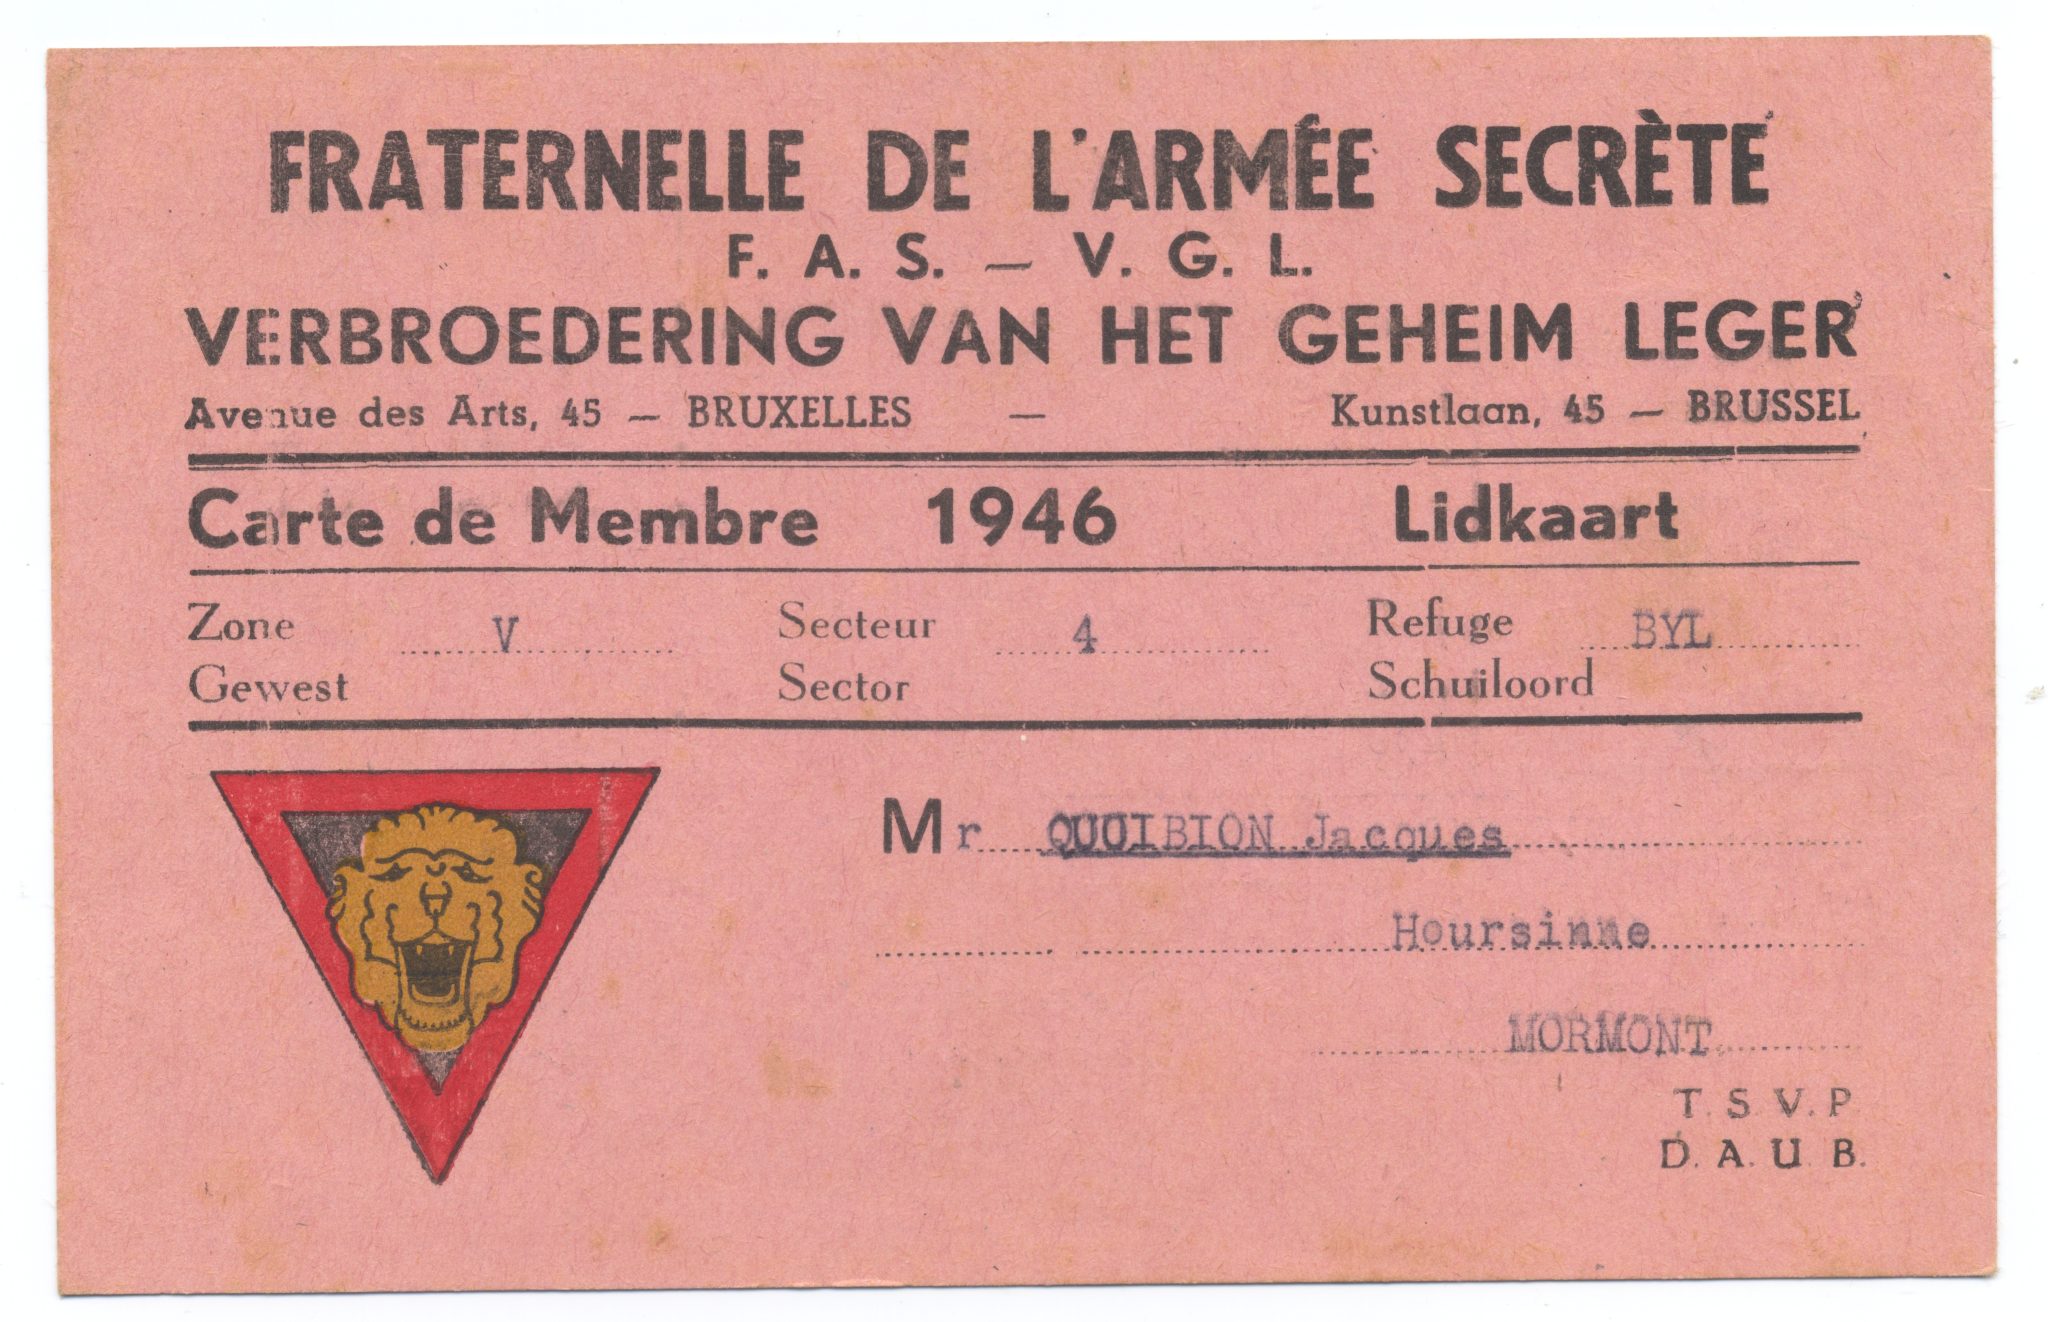 FRATERNELLE DE L'ARMÉE SECRÈTE
F. A. S. — V. G. L.
VERBROEDERING VAN HET GEHEIM LEGER
Avenue des Arts, 45 — BRUXELLES — Kunstlaan, 45 — BRUSSEL
Carte de Membre 1946 Lidkaart
Zone V Secteur 4 Refuge BYL
Gewest Sector Schuiloord
Mr QUOIBION Jacques
Hoursinne
MORMONT.
T. S V. P
D. A. U B.